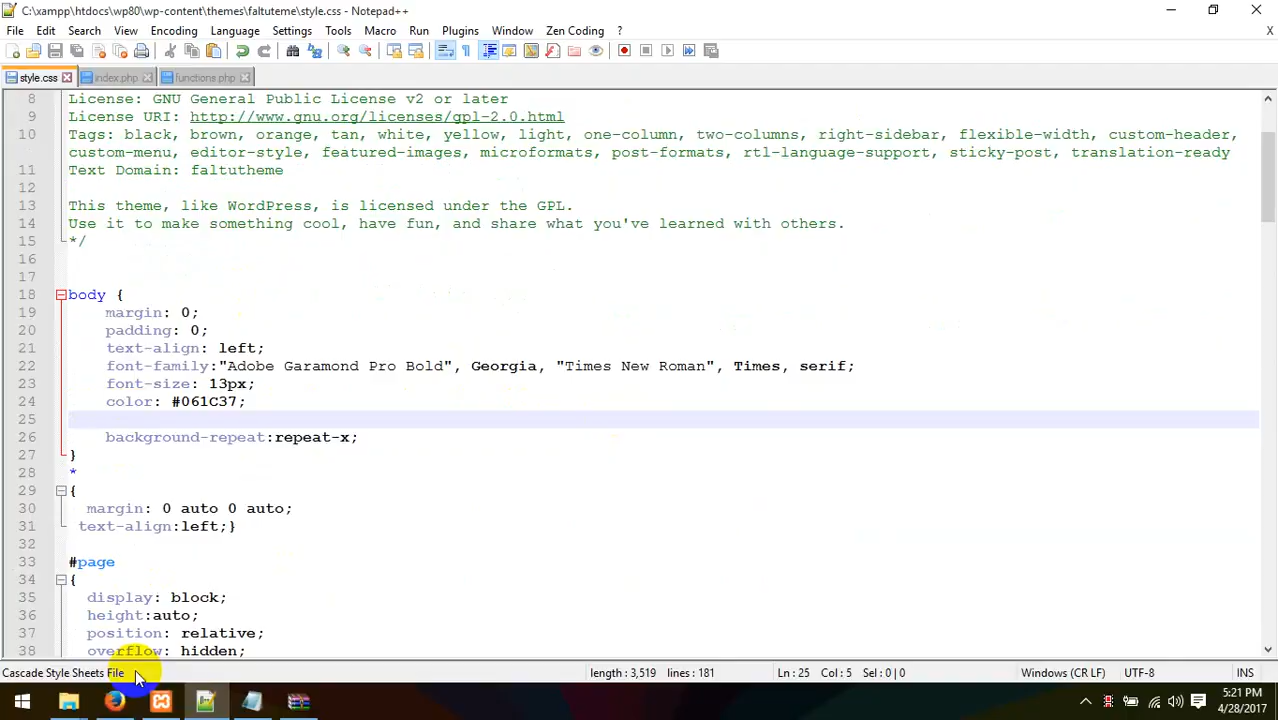 C:\xampp\htdocs\wp80\wp-content\themes\faltuteme\style.css - Notepad++
File Edit Search View Encoding Language Settings Tools Macro Run Plugins Window Zen Coding ? X
style.css index.php functions.php
8 License: GNU General Public License v2 or later
9 License URI: http://www.gnu.org/licenses/gpl-2.0.html
10 Tags: black, brown, orange, tan, white, yellow, light, one-column, two-columns, right-sidebar, flexible-width, custom-header,
custom-menu, editor-style, featured-images, microformats, post-formats, rtl-language-support, sticky-post, translation-ready
11 Text Domain: faltutheme
12
13 This theme, like WordPress, is licensed under the GPL.
14 Use it to make something cool, have fun, and share what you've learned with others.
15 */
16
17
18 body {
19 margin: 0;
20 padding: 0;
21 text-align: left;
22 font-family:"Adobe Garamond Pro Bold", Georgia, "Times New Roman", Times, serif;
23 font-size: 13px;
24 color: #061C37;
25
26 background-repeat:repeat-x;
27 }
28 *
29 {
30 margin: 0 auto 0 auto;
31 text-align:left;}
32
33 #page
34 {
35 display: block;
36 height:auto;
37 position: relative;
38 overflow: hidden;
Cascade Style Sheets File length : 3,519 lines : 181 Ln : 25 Col : 5 Sel : 0 | 0 Windows (CR LF) UTF-8 INS
5:21 PM
4/28/2017